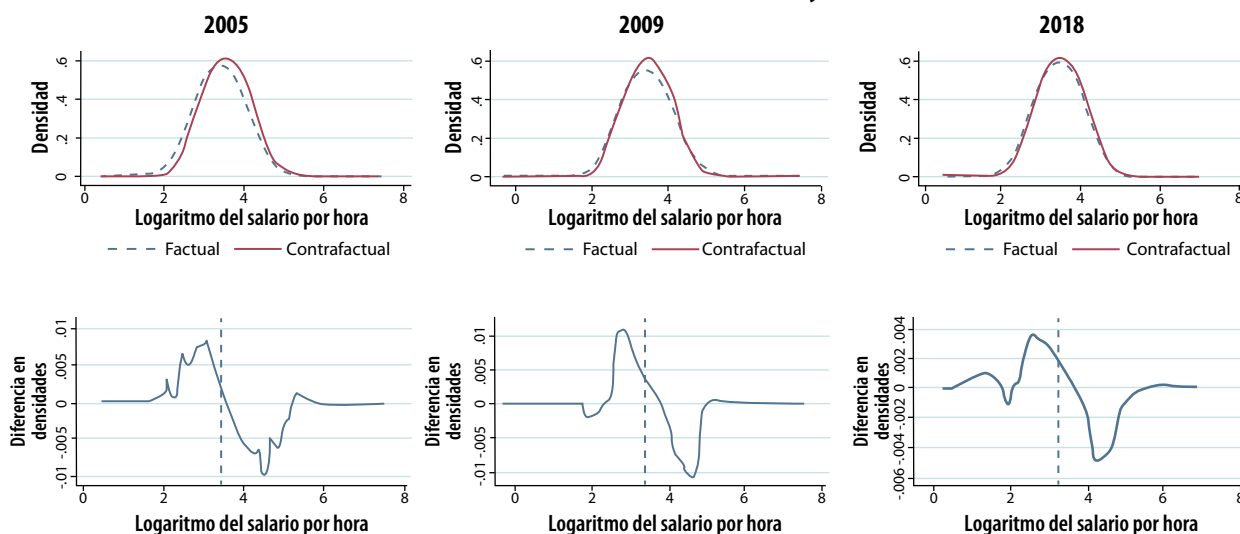 2005
Densidad
.6
.4
.2
0
0 2 4 6 8
Logaritmo del salario por hora
Factual Contrafactual
2009
Densidad
.6
.4
.2
0
0 2 4 6 8
Logaritmo del salario por hora
Factual Contrafactual
2018
Densidad
.6
.4
.2
0
0 2 4 6 8
Logaritmo del salario por hora
Factual Contrafactual
Diferencia en
densidades
.01
.005
0
-.005
-.01
0 2 4 6 8
Logaritmo del salario por hora
Diferencia en
densidades
.01
.005
0
-.005
-.01
0 2 4 6 8
Logaritmo del salario por hora
Diferencia en
densidades
.004
.002
0
-.002
-.004
-.006
0 2 4 6 8
Logaritmo del salario por hora